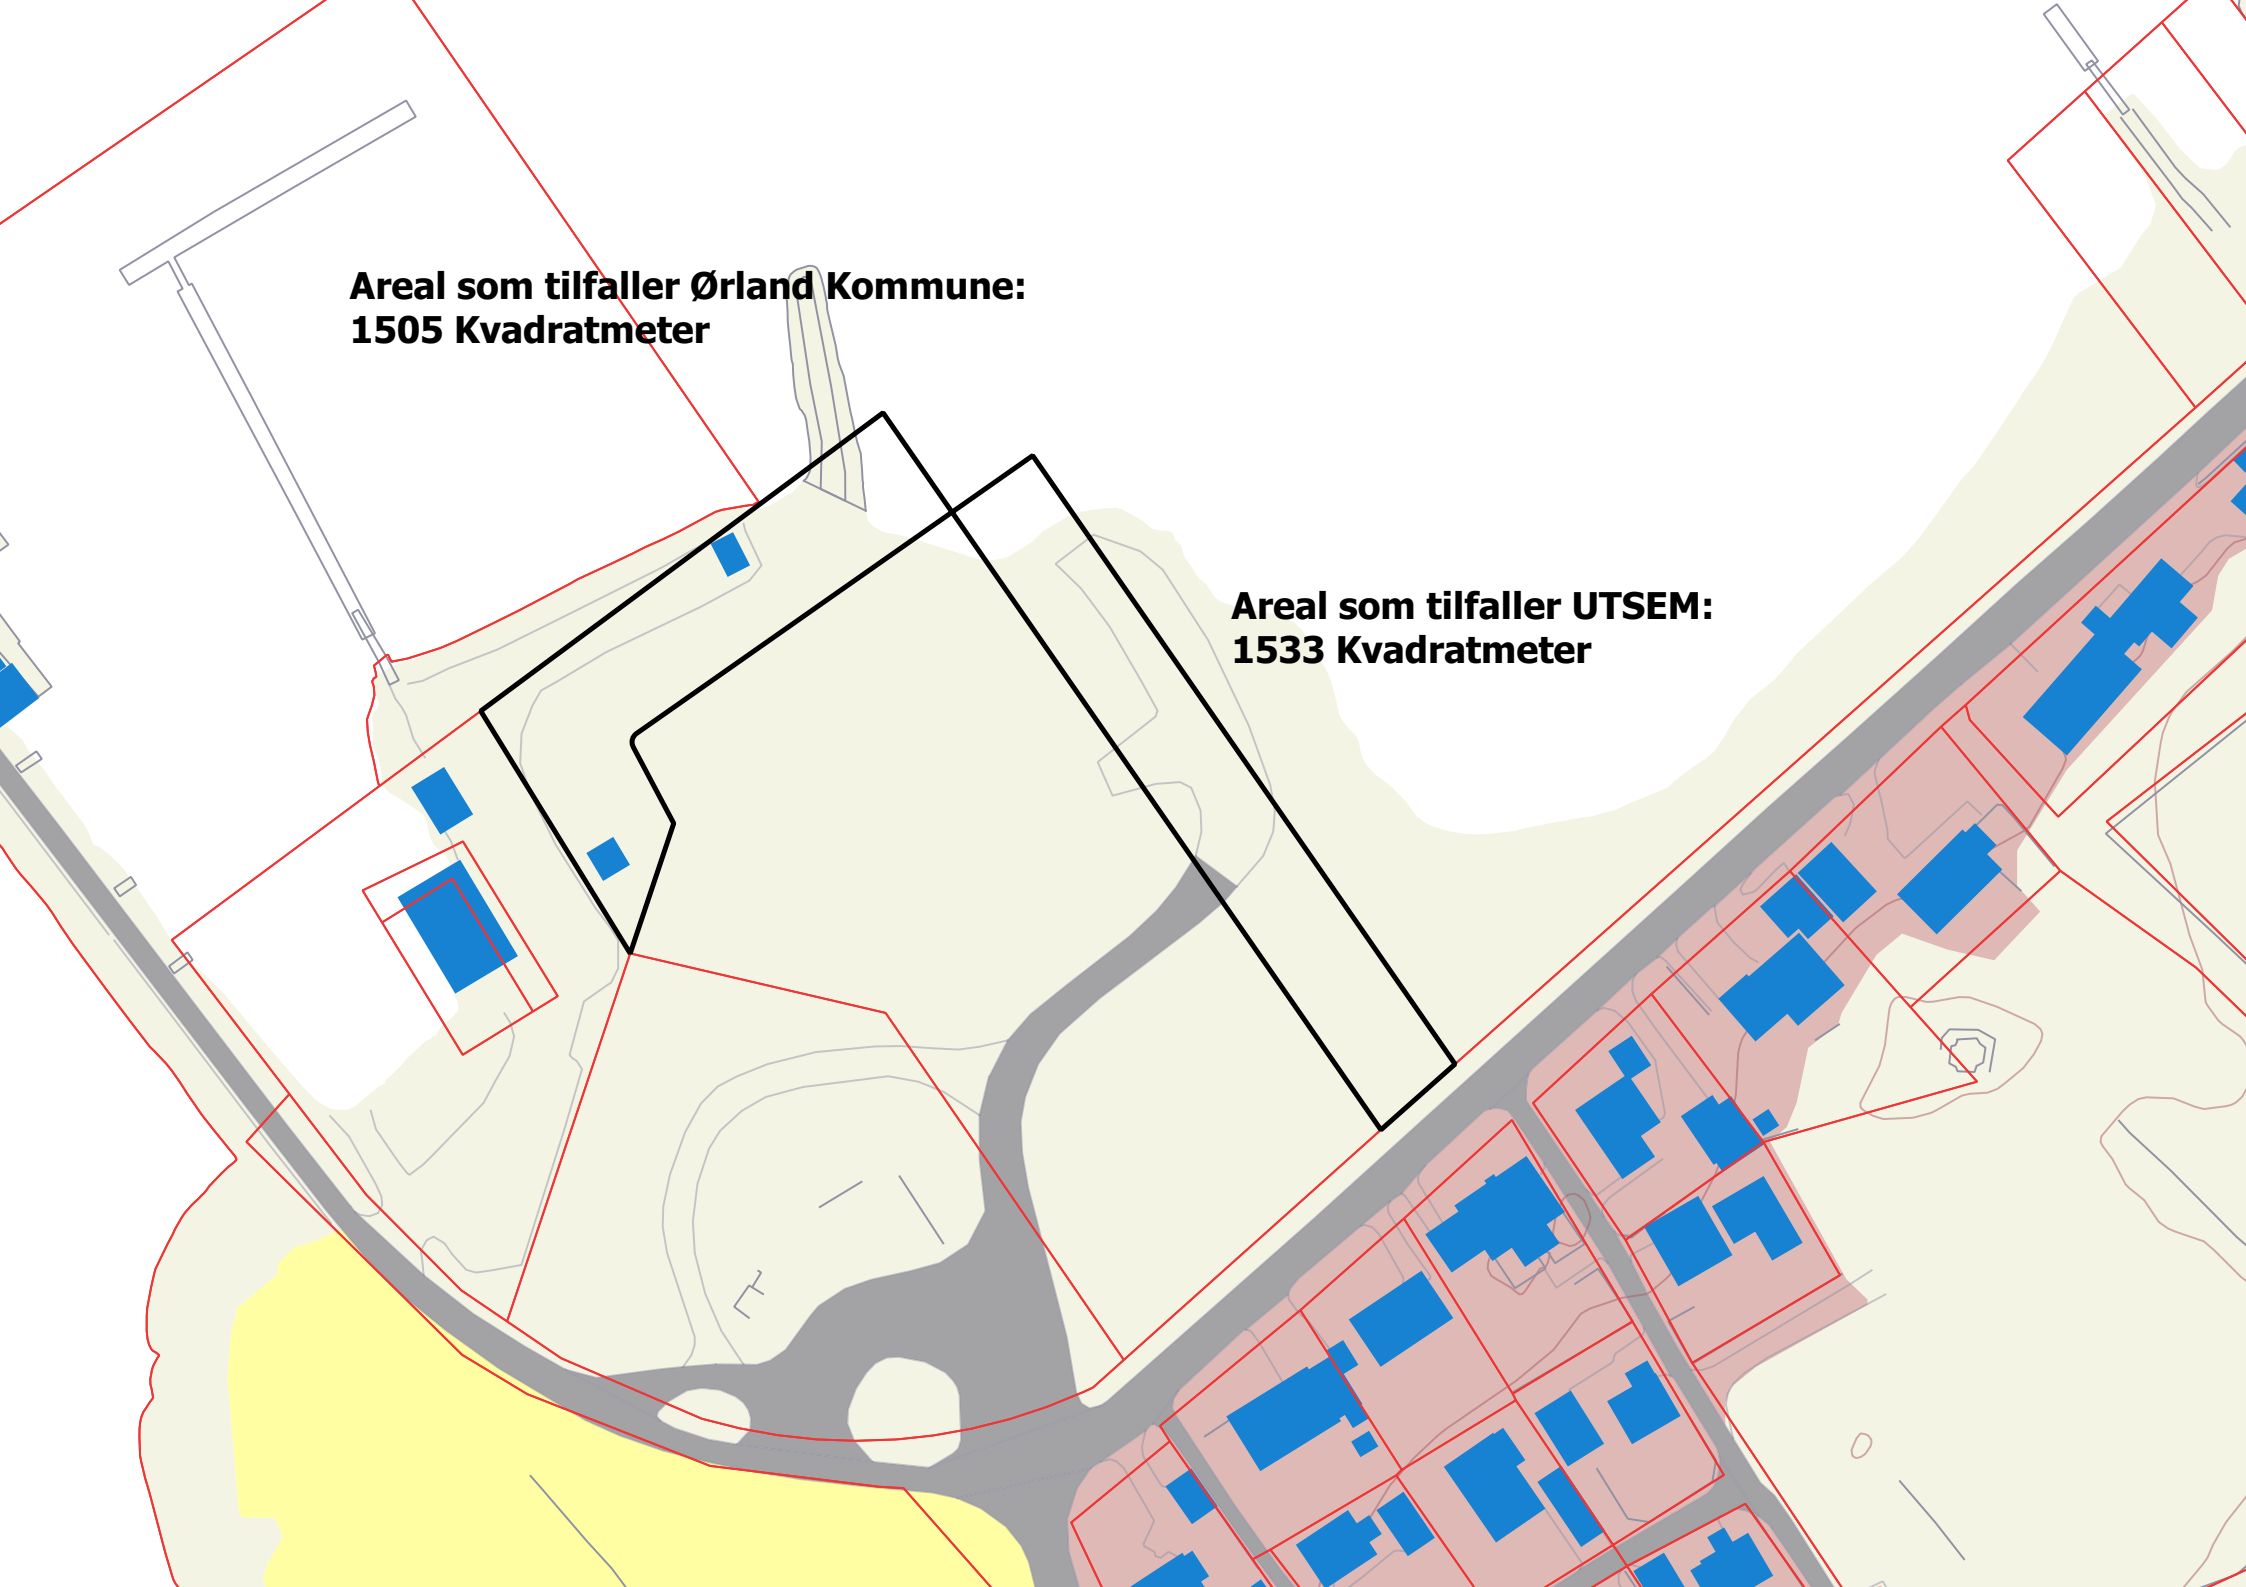 Areal som tilfaller Ørland Kommune:
1505 Kvadratmeter
Areal som tilfaller UTSEM:
1533 Kvadratmeter